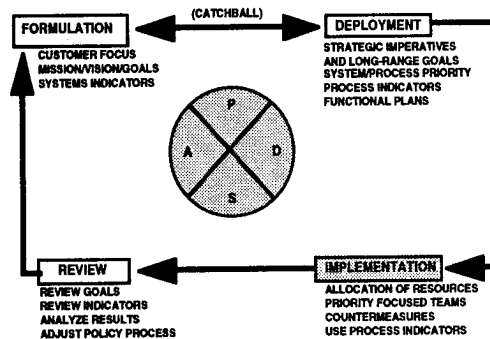 (CATCHBALL)
FORMULATION
CUSTOMER FOCUS
MISSION/VISION/GOALS
SYSTEMS INDICATORS
DEPLOYMENT
STRATEGIC IMPERATIVES
AND LONG-RANGE GOALS
SYSTEM/PROCESS PRIORITY
PROCESS INDICATORS
FUNCTIONAL PLANS
P
A
D
S
REVIEW
REVIEW GOALS
REVIEW INDICATORS
ANALYZE RESULTS
ADJUST POLICY PROCESS
IMPLEMENTATION
ALLOCATION OF RESOURCES
PRIORITY FOCUSED TEAMS
COUNTERMEASURES
USE PROCESS INDICATORS